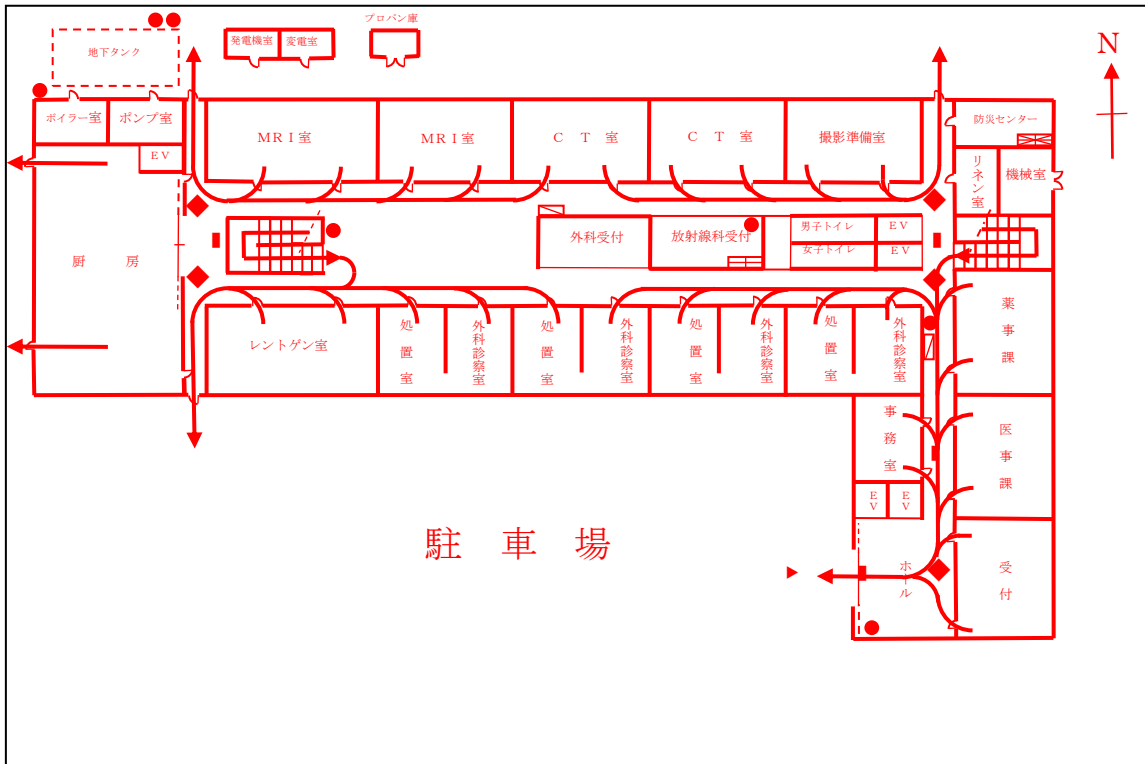 プロパン庫
地下タンク
発電機室
変電室
N
ボイラー室
ポンプ室
MRI室
MRI室
CT室
CT室
撮影準備室
防災センター
EV
リネン室
機械室
外科受付
放射線科受付
男子トイレ
EV
女子トイレ
EV
厨房
レントゲン室
処置室
外科診察室
処置室
外科診察室
処置室
外科診察室
処置室
外科診察室
薬事課
事務室
医事課
EV
EV
駐車場
ホール
受付